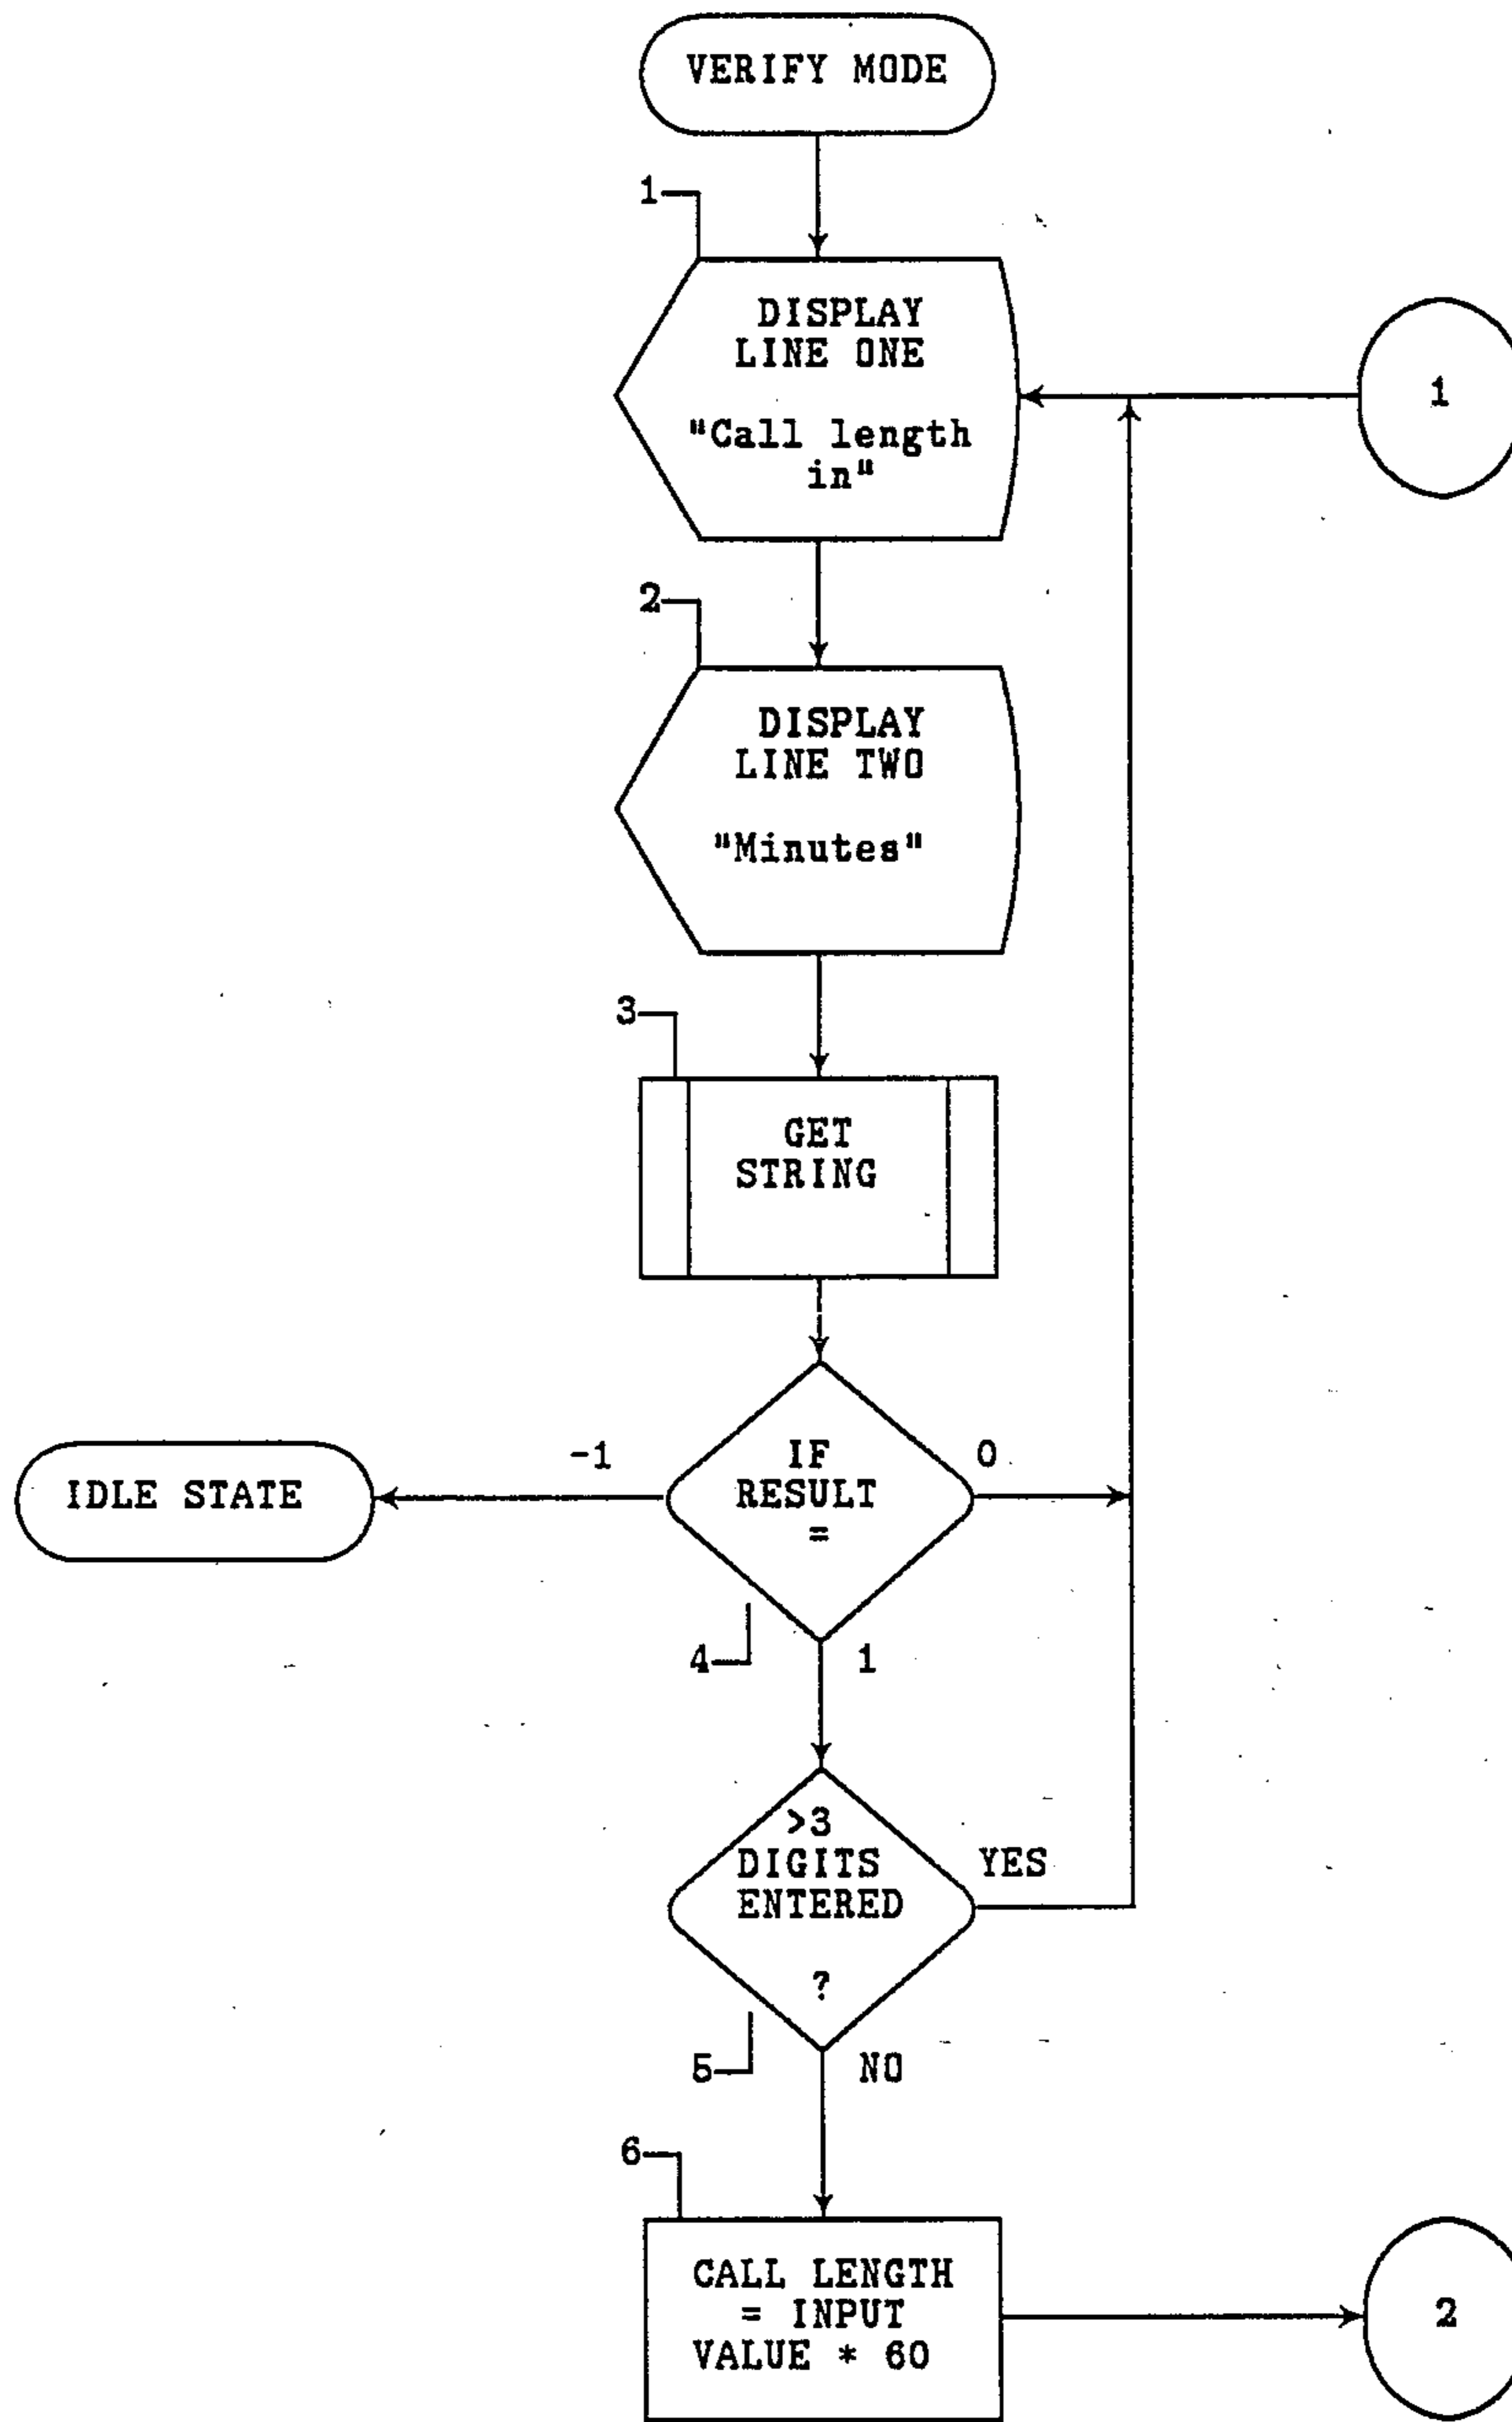 VERIFY MODE
1
DISPLAY
LINE ONE
"Call length
in"
1
2
DISPLAY
LINE TWO
"Minutes"
3
GET
STRING
IDLE STATE
-1
IF
RESULT
=
0
4
1
>3
DIGITS
ENTERED
?
YES
5
NO
6
CALL LENGTH
= INPUT
VALUE * 60
2